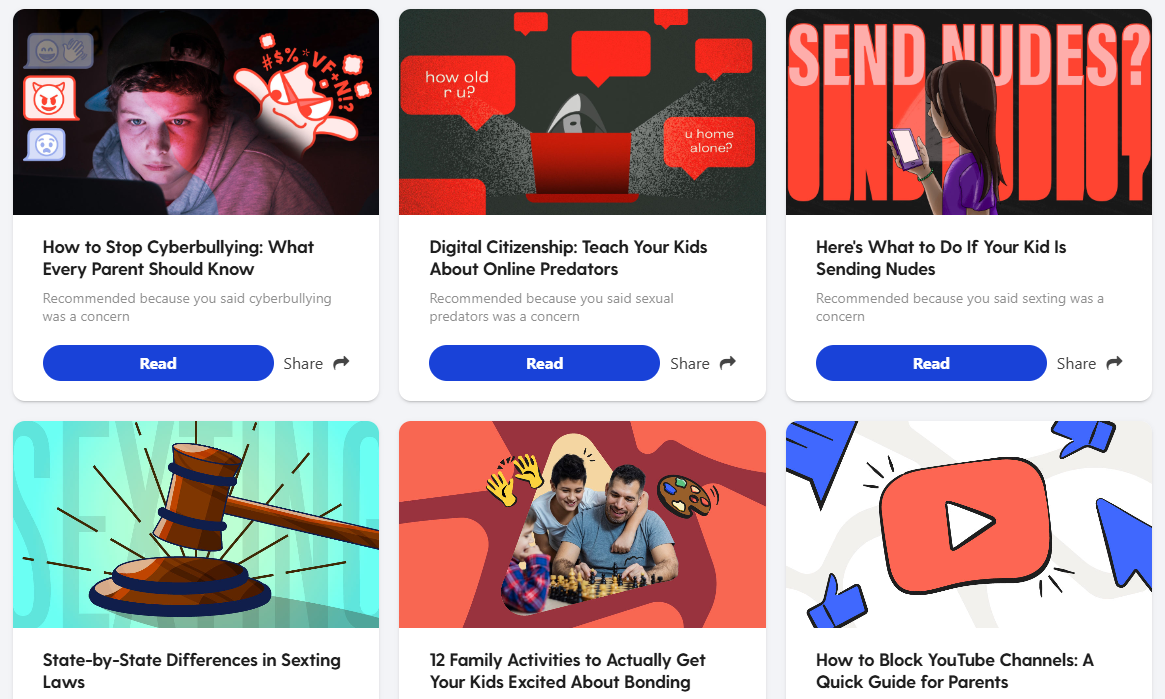 #$%*VF+N!?
how old
r u?
u home
alone?
SEND NUDES?
How to Stop Cyberbullying: What
Every Parent Should Know
Recommended because you said cyberbullying
was a concern
Read
Share
Digital Citizenship: Teach Your Kids
About Online Predators
Recommended because you said sexual
predators was a concern
Read
Share
Here's What to Do If Your Kid Is
Sending Nudes
Recommended because you said sexting was a
concern
Read
Share
SEXTING
State-by-State Differences in Sexting
Laws
12 Family Activities to Actually Get
Your Kids Excited About Bonding
How to Block YouTube Channels: A
Quick Guide for Parents